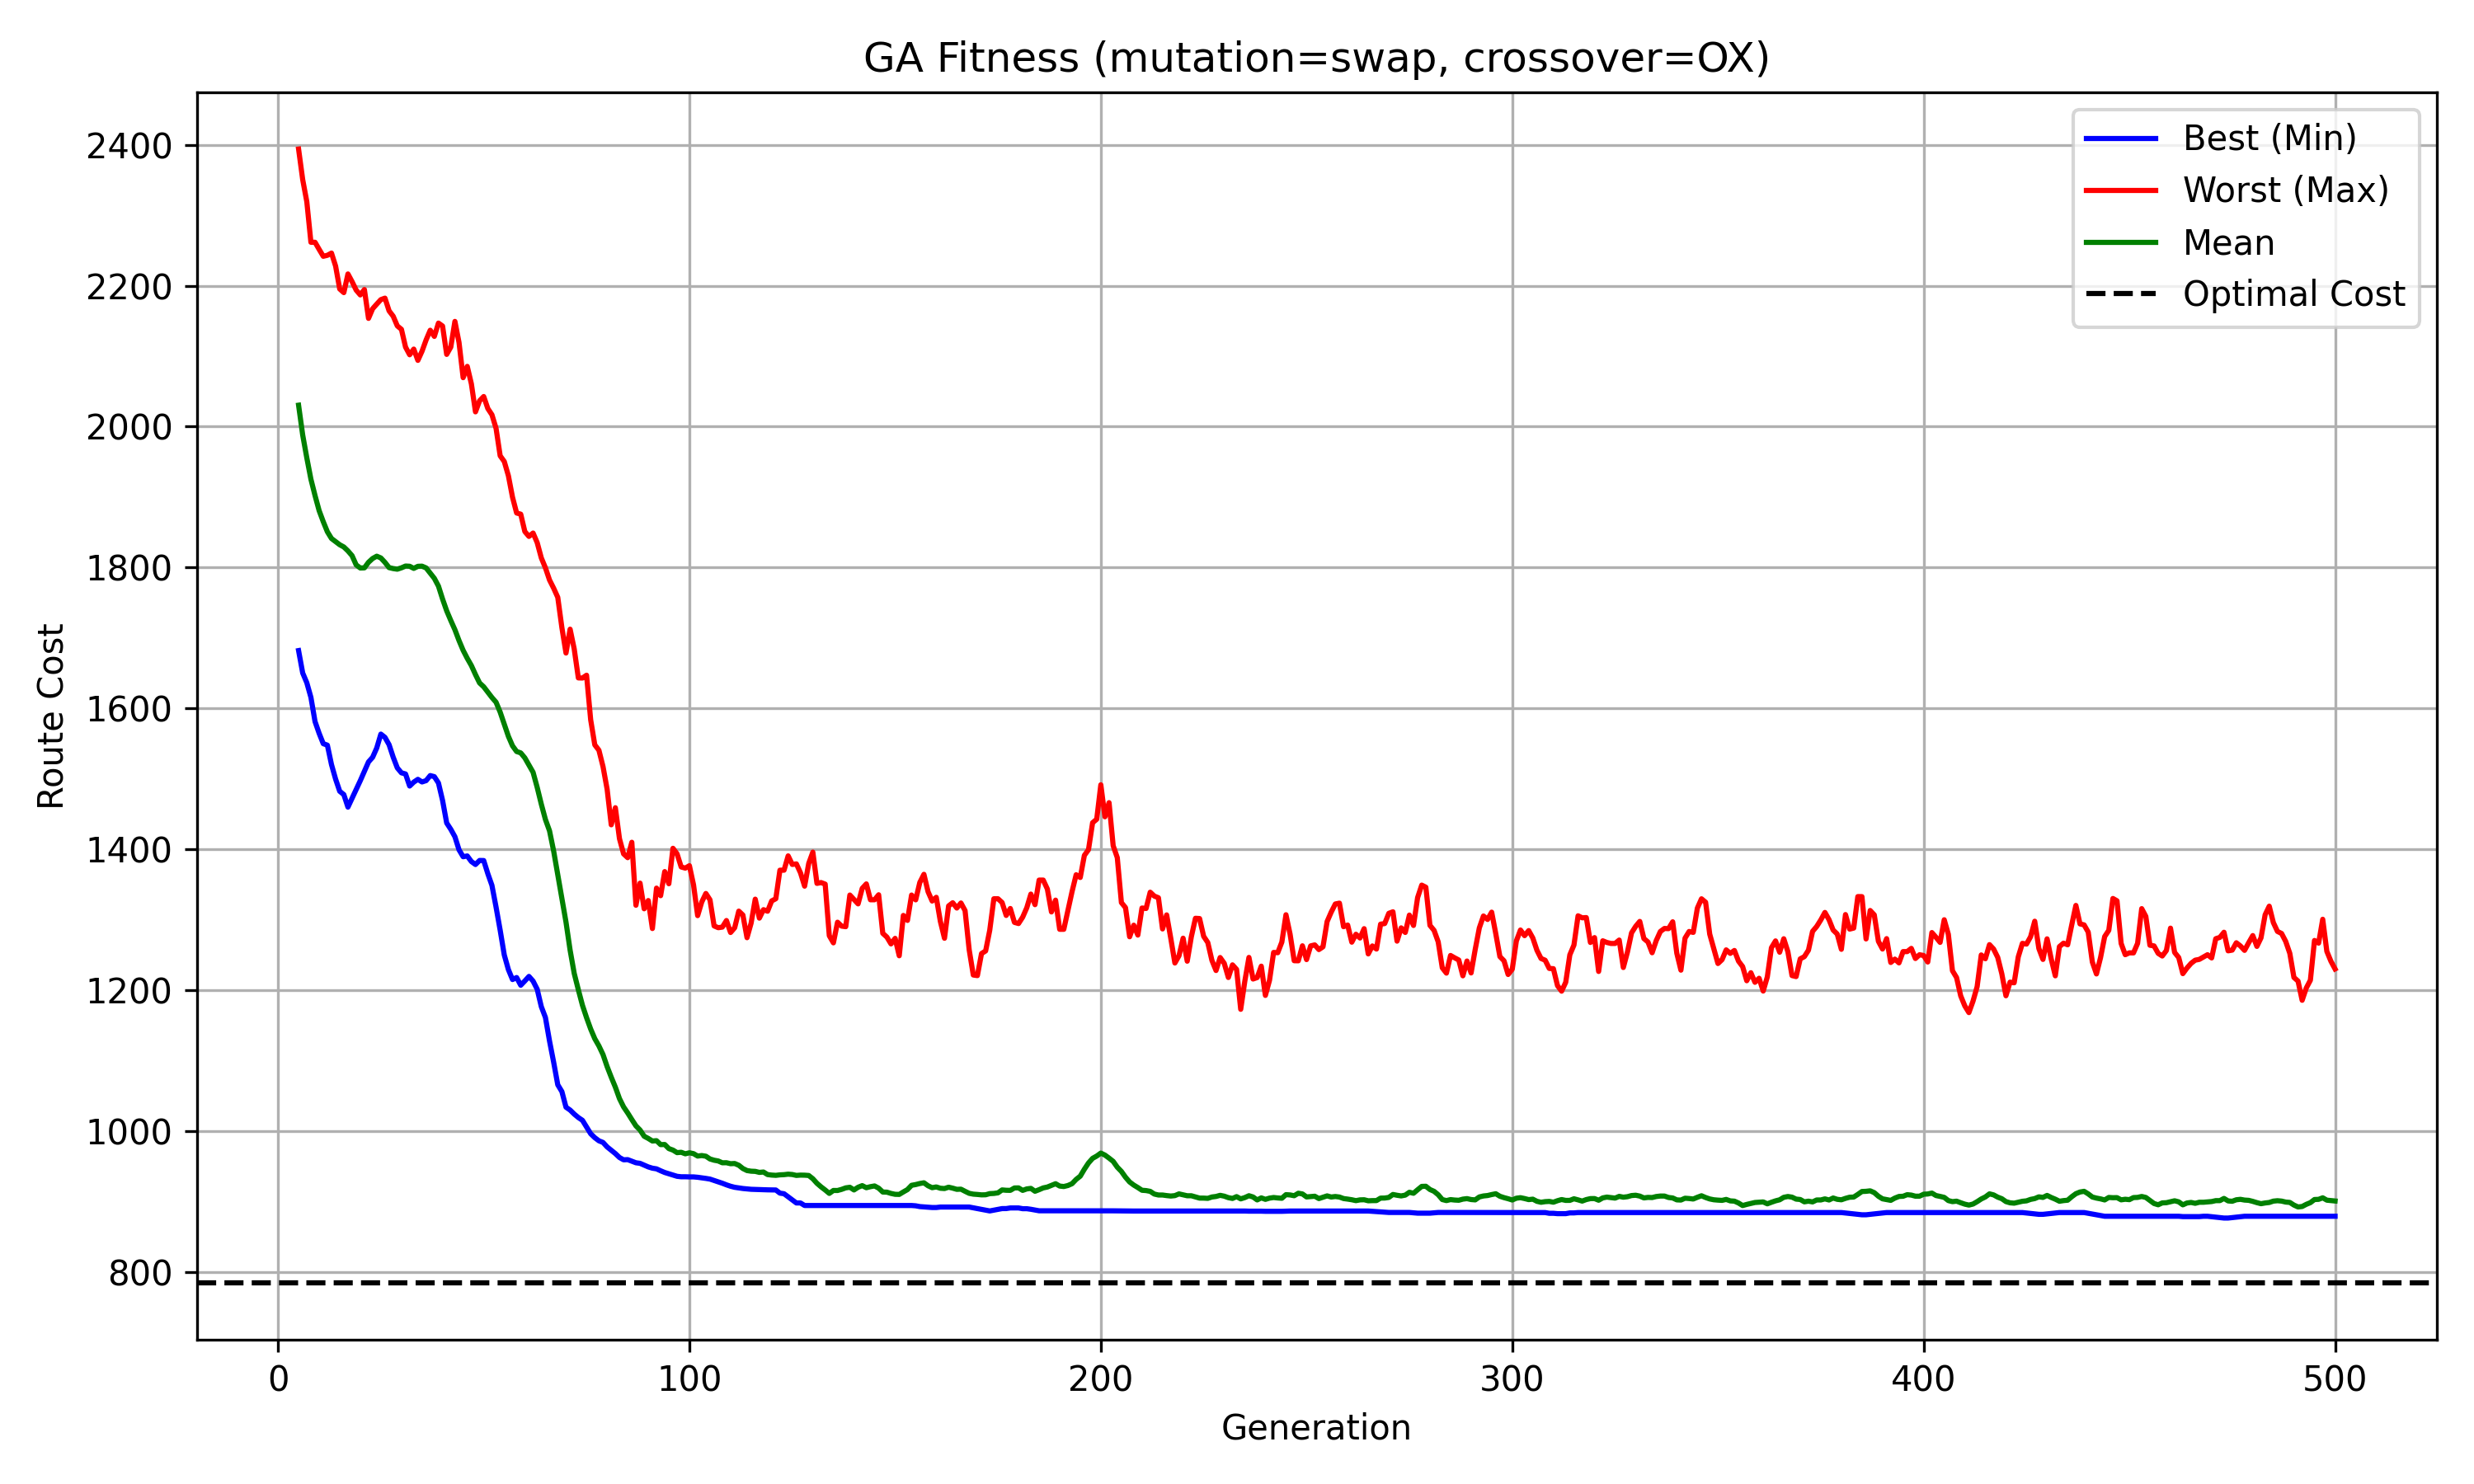 GA Fitness (mutation=swap, crossover=OX)
Best (Min)
Worst (Max)
Mean
Optimal Cost
Route Cost
2400
2200
2000
1800
1600
1400
1200
1000
800
0 100 200 300 400 500
Generation